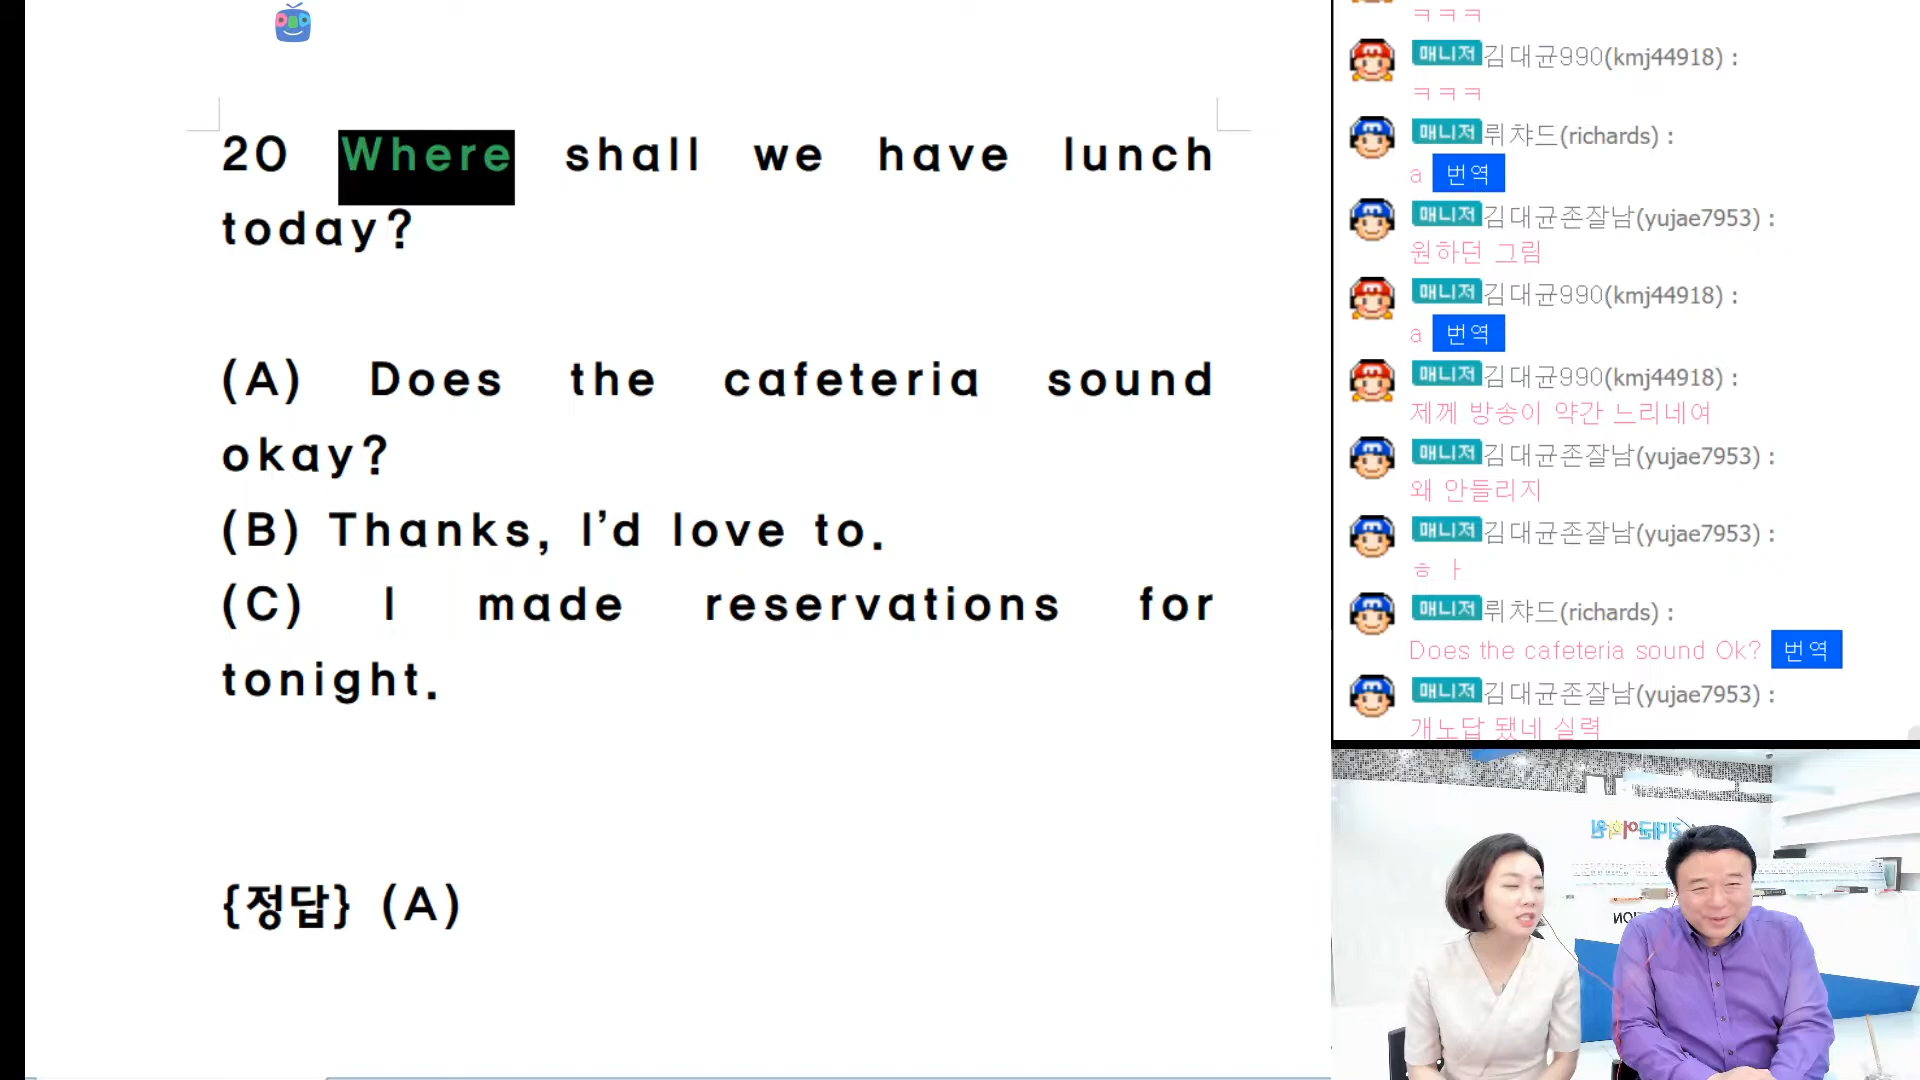 20 Where shall we have lunch
today?
(A) Does the cafeteria sound
okay?
(B) Thanks, I'd love to.
(C) I made reservations for
tonight.
{정답} (A)
ㅋㅋㅋ
매니저 김대균990(kmj44918) :
ㅋㅋㅋ
매니저 뤼챠드(richards) :
a 번역
매니저 김대균존잘남(yujae7953) :
원하던 그림
매니저 김대균990(kmj44918) :
a 번역
매니저 김대균990(kmj44918) :
제께 방송이 약간 느리네여
매니저 김대균존잘남(yujae7953) :
왜 안들리지
매니저 김대균존잘남(yujae7953) :
ㅎ ㅏ
매니저 뤼챠드(richards) :
Does the cafeteria sound Ok? 번역
매니저 김대균존잘남(yujae7953) :
개노답 됐네 실력
김대균어학원